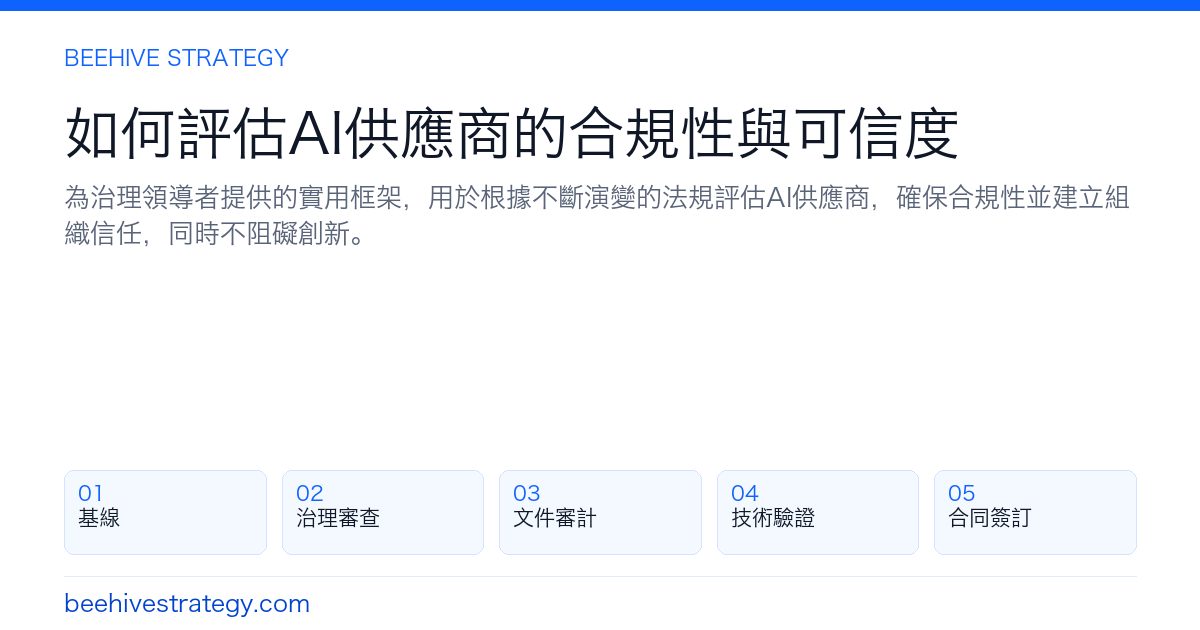 BEEHIVE STRATEGY
如何評估AI供應商的合規性與可信度
為治理領導者提供的實用框架，用於根據不斷演變的法規評估AI供應商，確保合規性並建立組
織信任，同時不阻礙創新。
01
基線
02
治理審查
03
文件審計
04
技術驗證
05
合同簽訂
beehivestrategy.com